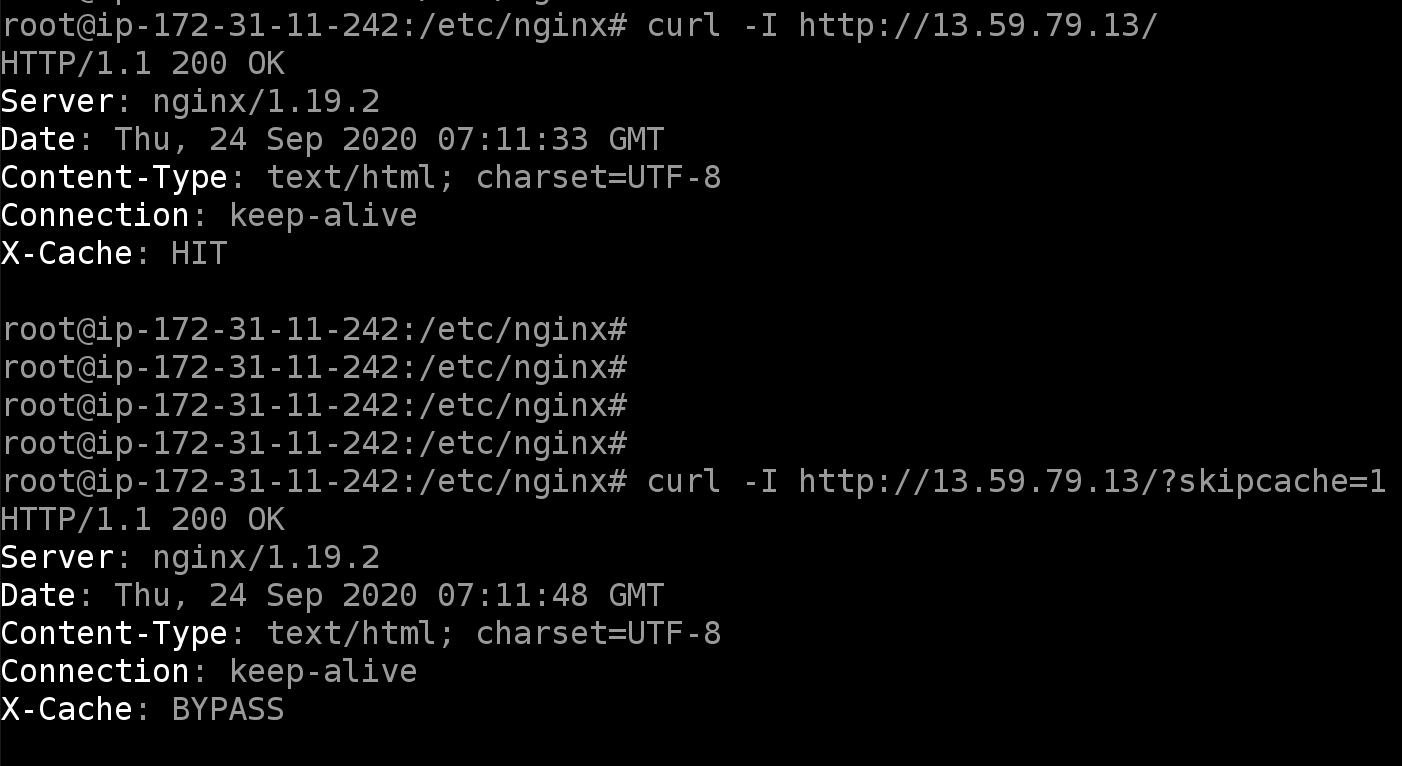 root@ip-172-31-11-242:/etc/nginx# curl -I http://13.59.79.13/
HTTP/1.1 200 OK
Server: nginx/1.19.2
Date: Thu, 24 Sep 2020 07:11:33 GMT
Content-Type: text/html; charset=UTF-8
Connection: keep-alive
X-Cache: HIT
root@ip-172-31-11-242:/etc/nginx#
root@ip-172-31-11-242:/etc/nginx#
root@ip-172-31-11-242:/etc/nginx#
root@ip-172-31-11-242:/etc/nginx#
root@ip-172-31-11-242:/etc/nginx# curl -I http://13.59.79.13/?skipcache=1
HTTP/1.1 200 OK
Server: nginx/1.19.2
Date: Thu, 24 Sep 2020 07:11:48 GMT
Content-Type: text/html; charset=UTF-8
Connection: keep-alive
X-Cache: BYPASS